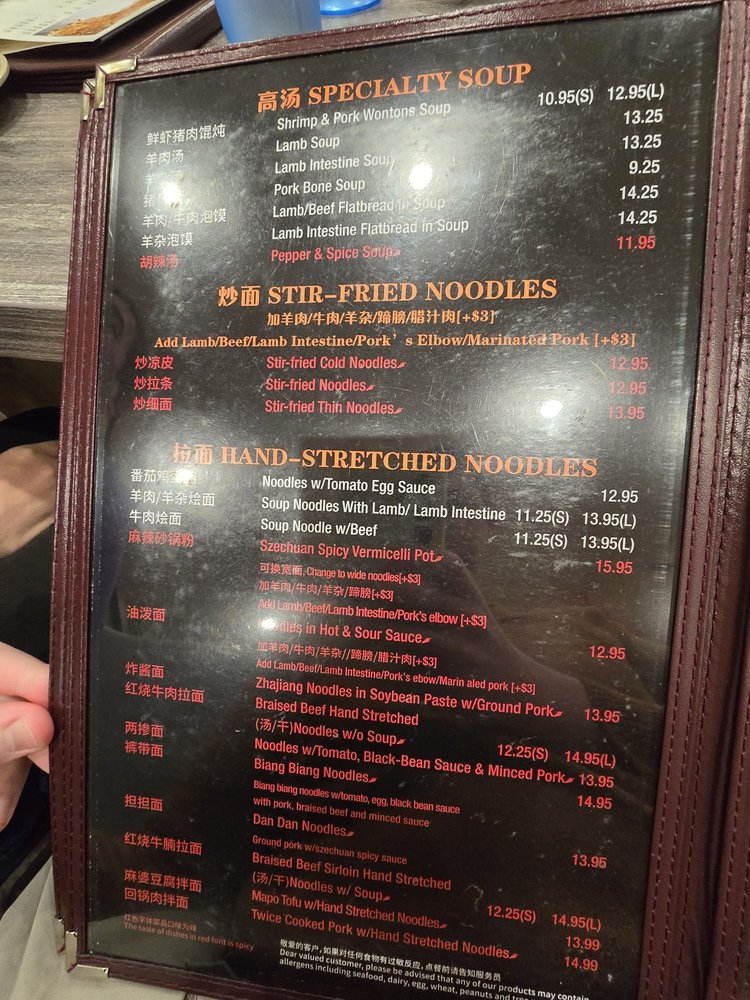 高汤 SPECIALTY SOUP
鲜虾猪肉馄炖 Shrimp & Pork Wontons Soup 10.95(S) 12.95(L)
羊肉汤 Lamb Soup 13.25
Lamb Intestine Soup 13.25
猪 Pork Bone Soup 9.25
羊肉/牛肉泡馍 Lamb/Beef Flatbread in Soup 14.25
羊杂泡馍 Lamb Intestine Flatbread in Soup 14.25
胡辣汤 Pepper & Spice Soup 11.95
炒面 STIR-FRIED NOODLES
加羊肉/牛肉/羊杂/蹄膀/腊汁肉[+$3]
Add Lamb/Beef/Lamb Intestine/Pork's Elbow/Marinated Pork [+$3]
炒凉皮 Stir-fried Cold Noodles 12.95
炒拉条 Stir-fried Noodles 12.95
炒细面 Stir-fried Thin Noodles 13.95
拉面 HAND-STRETCHED NOODLES
番茄鸡 Noodles w/Tomato Egg Sauce 12.95
羊肉/羊杂烩面 Soup Noodles With Lamb/ Lamb Intestine 11.25(S) 13.95(L)
牛肉烩面 Soup Noodle w/Beef 11.25(S) 13.95(L)
麻辣砂锅粉 Szechuan Spicy Vermicelli Pot 15.95
可换宽面, Change to wide noodles[+$3]
加羊肉/牛肉/羊杂/蹄膀[+$3]
Add Lamb/Beef/Lamb Intestine/Pork's elbow [+$3]
油泼面 Noodles in Hot & Sour Sauce 12.95
加羊肉/牛肉/羊杂//蹄膀/腊汁肉[+$3]
Add Lamb/Beef/Lamb Intestine/Pork's ebow/Marin aled pork [+$3]
炸酱面 Zhajiang Noodles in Soybean Paste w/Ground Pork 13.95
红烧牛肉拉面 Braised Beef Hand Stretched
(汤/干)Noodles w/o Soup 12.25(S) 14.95(L)
两掺面 Noodles w/Tomato, Black-Bean Sauce & Minced Pork 13.95
裤带面 Biang Biang Noodles 14.95
Biang biang noodles w/tomato, egg, black bean sauce
with pork, braised beef and minced sauce
担担面 Dan Dan Noodles 13.95
Ground pork w/szechuan spicy sauce
红烧牛腩拉面 Braised Beef Sirloin Hand Stretched
(汤/干)Noodles w/ Soup 12.25(S) 14.95(L)
麻婆豆腐拌面 Mapo Tofu w/Hand Stretched Noodles 13.99
回锅肉拌面 Twice Cooked Pork w/Hand Stretched Noodles 14.99
红色字体菜品口味为辣
The taste of dishes in red font is spicy
敬爱的客户,如果对任何食物有过敏反应,点餐前请告知服务员
Dear valued customer, please be advised that any of our products may contain
allergens including seafood, dairy, egg, wheat, peanuts and